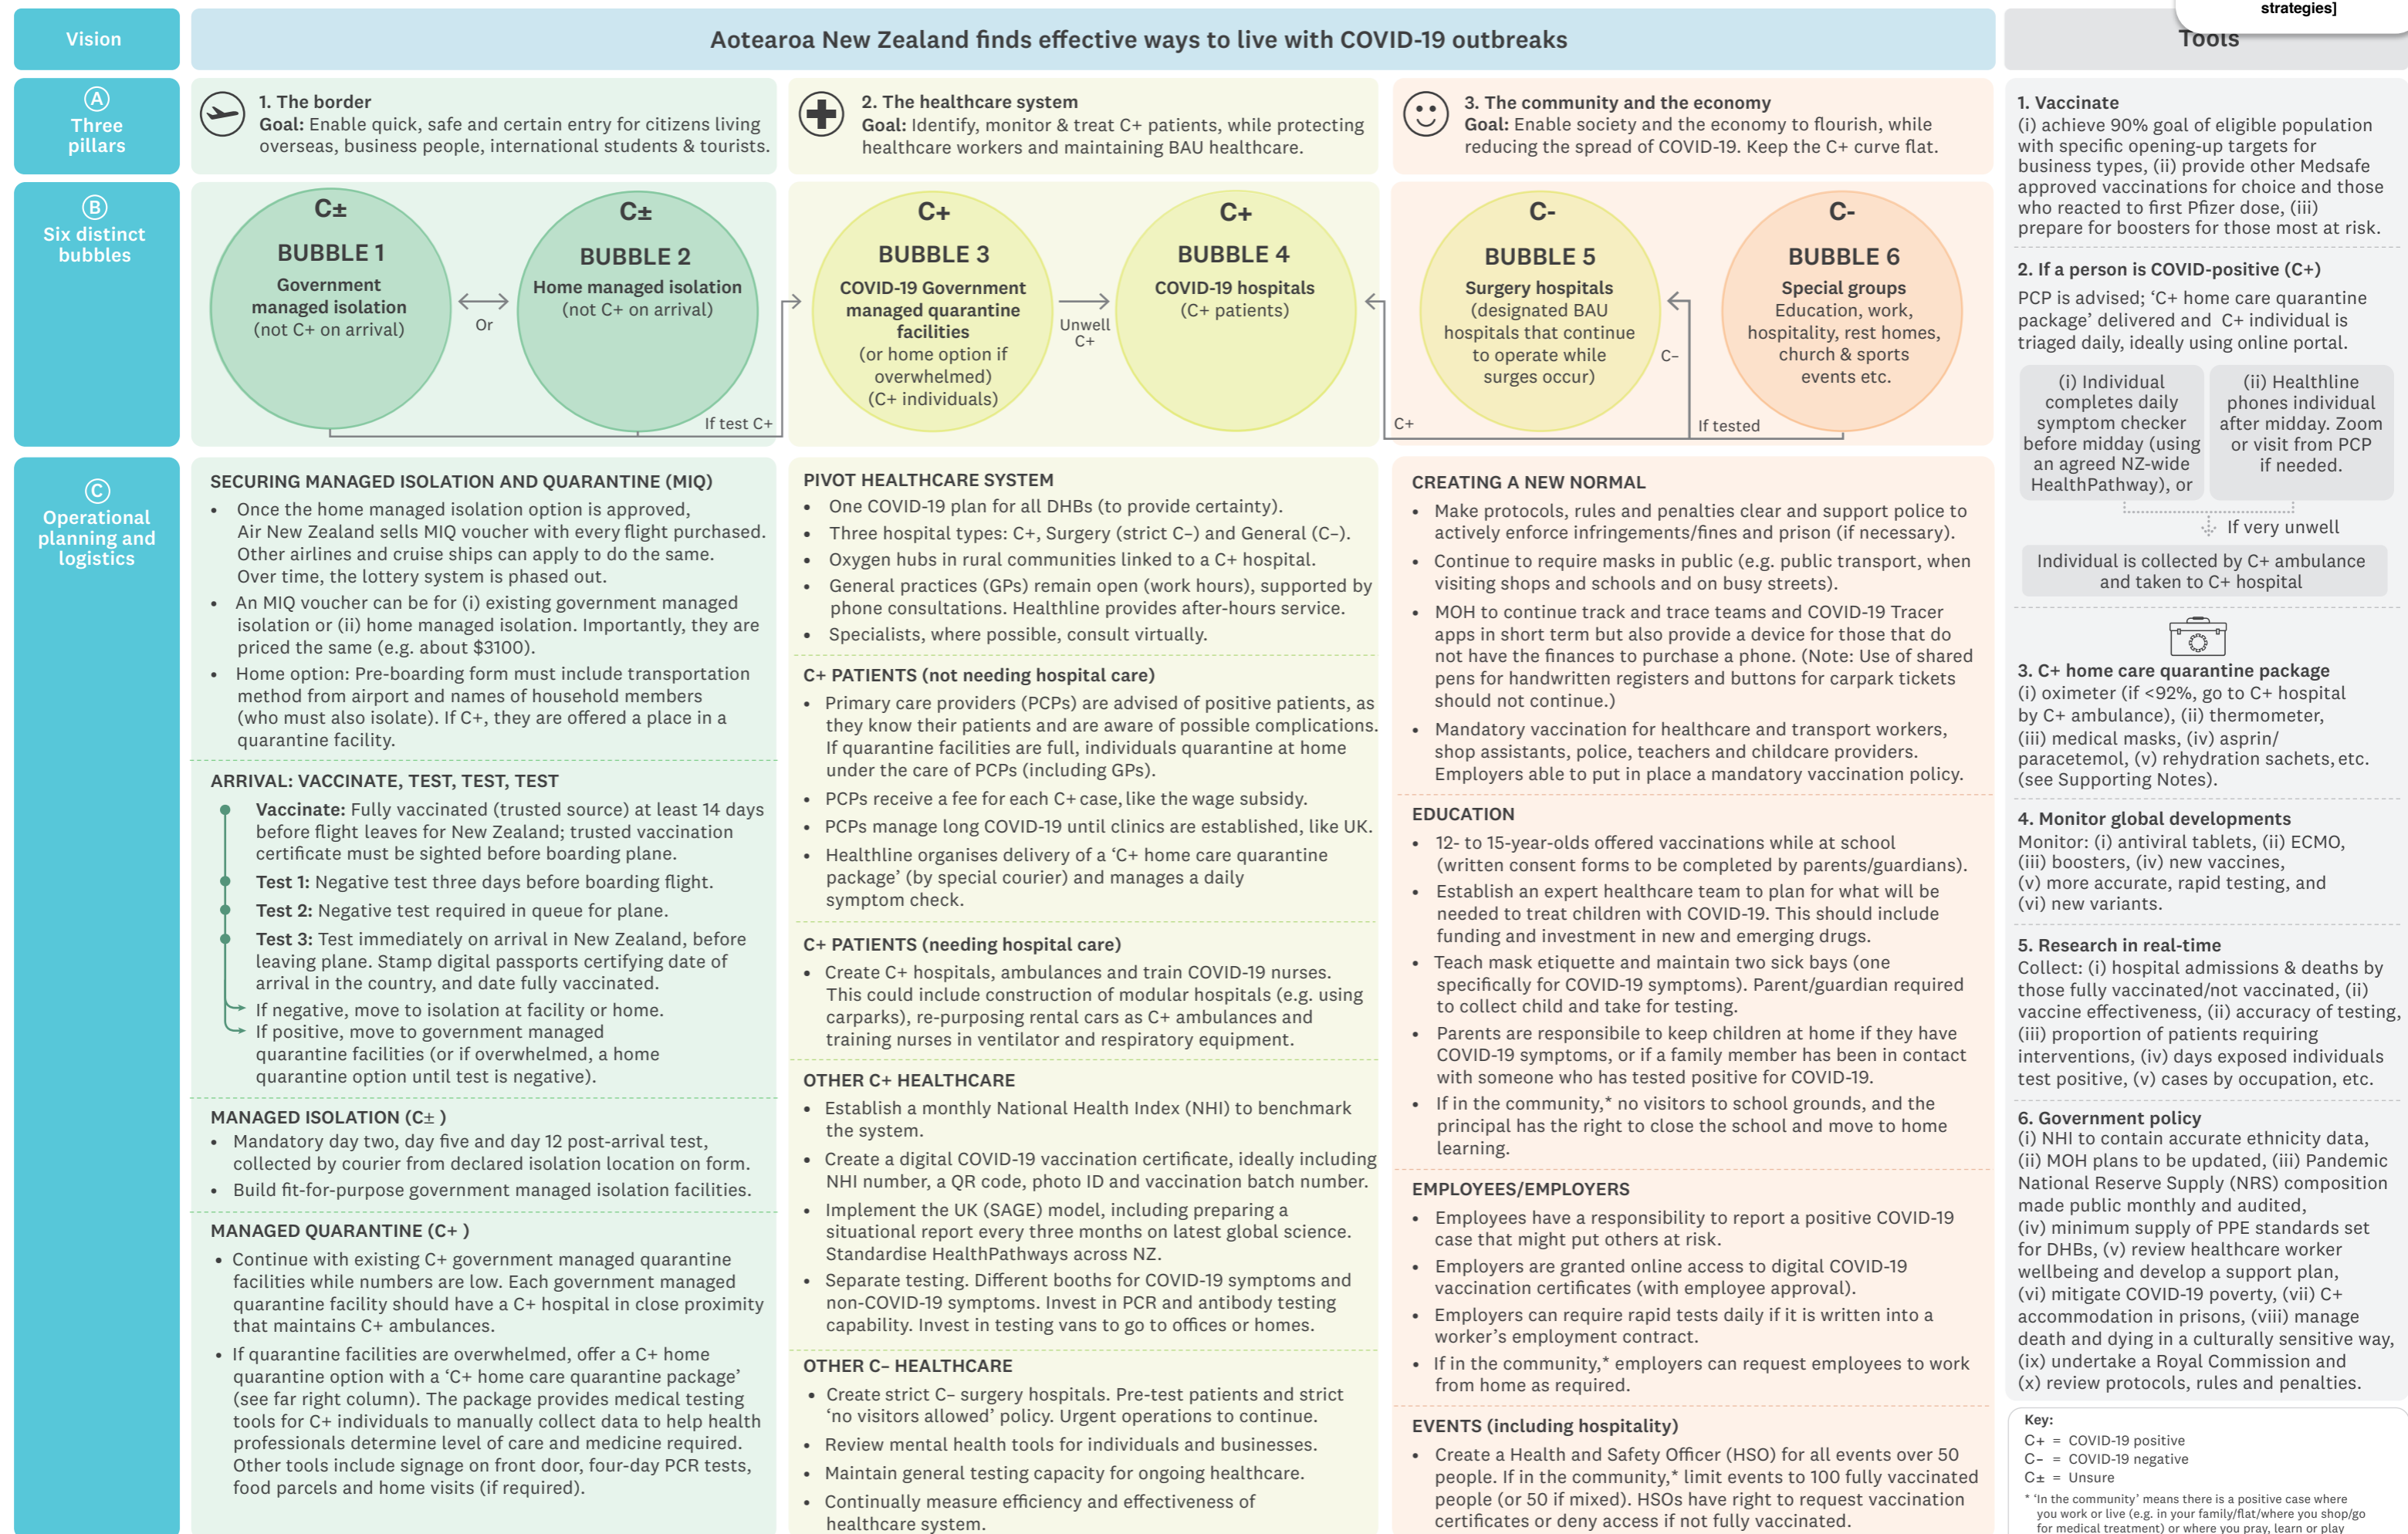 strategies]
Vision
Aotearoa New Zealand finds effective ways to live with COVID-19 outbreaks
Tools
A
Three
pillars
1. The border
Goal: Enable quick, safe and certain entry for citizens living
overseas, business people, international students & tourists.
2. The healthcare system
Goal: Identify, monitor & treat C+ patients, while protecting
healthcare workers and maintaining BAU healthcare.
3. The community and the economy
Goal: Enable society and the economy to flourish, while
reducing the spread of COVID-19. Keep the C+ curve flat.
B
Six distinct
bubbles
C±
BUBBLE 1
Government
managed isolation
(not C+ on arrival)
Or
C±
BUBBLE 2
Home managed isolation
(not C+ on arrival)
If test C+
C+
BUBBLE 3
COVID-19 Government
managed quarantine
facilities
(or home option if
overwhelmed)
(C+ individuals)
Unwell
C+
C+
BUBBLE 4
COVID-19 hospitals
(C+ patients)
C+
C-
BUBBLE 5
Surgery hospitals
(designated BAU
hospitals that continue
to operate while
surges occur)
C–
If tested
C-
BUBBLE 6
Special groups
Education, work,
hospitality, rest homes,
church & sports
events etc.
C
Operational
planning and
logistics
SECURING MANAGED ISOLATION AND QUARANTINE (MIQ)
• Once the home managed isolation option is approved,
Air New Zealand sells MIQ voucher with every flight purchased.
Other airlines and cruise ships can apply to do the same.
Over time, the lottery system is phased out.
• An MIQ voucher can be for (i) existing government managed
isolation or (ii) home managed isolation. Importantly, they are
priced the same (e.g. about $3100).
• Home option: Pre-boarding form must include transportation
method from airport and names of household members
(who must also isolate). If C+, they are offered a place in a
quarantine facility.
ARRIVAL: VACCINATE, TEST, TEST, TEST
Vaccinate: Fully vaccinated (trusted source) at least 14 days
before flight leaves for New Zealand; trusted vaccination
certificate must be sighted before boarding plane.
Test 1: Negative test three days before boarding flight.
Test 2: Negative test required in queue for plane.
Test 3: Test immediately on arrival in New Zealand, before
leaving plane. Stamp digital passports certifying date of
arrival in the country, and date fully vaccinated.
If negative, move to isolation at facility or home.
If positive, move to government managed
quarantine facilities (or if overwhelmed, a home
quarantine option until test is negative).
MANAGED ISOLATION (C± )
• Mandatory day two, day five and day 12 post-arrival test,
collected by courier from declared isolation location on form.
• Build fit-for-purpose government managed isolation facilities.
MANAGED QUARANTINE (C+ )
• Continue with existing C+ government managed quarantine
facilities while numbers are low. Each government managed
quarantine facility should have a C+ hospital in close proximity
that maintains C+ ambulances.
• If quarantine facilities are overwhelmed, offer a C+ home
quarantine option with a ‘C+ home care quarantine package’
(see far right column). The package provides medical testing
tools for C+ individuals to manually collect data to help health
professionals determine level of care and medicine required.
Other tools include signage on front door, four-day PCR tests,
food parcels and home visits (if required).
PIVOT HEALTHCARE SYSTEM
• One COVID-19 plan for all DHBs (to provide certainty).
• Three hospital types: C+, Surgery (strict C–) and General (C–).
• Oxygen hubs in rural communities linked to a C+ hospital.
• General practices (GPs) remain open (work hours), supported by
phone consultations. Healthline provides after-hours service.
• Specialists, where possible, consult virtually.
C+ PATIENTS (not needing hospital care)
• Primary care providers (PCPs) are advised of positive patients, as
they know their patients and are aware of possible complications.
If quarantine facilities are full, individuals quarantine at home
under the care of PCPs (including GPs).
• PCPs receive a fee for each C+ case, like the wage subsidy.
• PCPs manage long COVID-19 until clinics are established, like UK.
• Healthline organises delivery of a ‘C+ home care quarantine
package’ (by special courier) and manages a daily
symptom check.
C+ PATIENTS (needing hospital care)
• Create C+ hospitals, ambulances and train COVID-19 nurses.
This could include construction of modular hospitals (e.g. using
carparks), re-purposing rental cars as C+ ambulances and
training nurses in ventilator and respiratory equipment.
OTHER C+ HEALTHCARE
• Establish a monthly National Health Index (NHI) to benchmark
the system.
• Create a digital COVID-19 vaccination certificate, ideally including
NHI number, a QR code, photo ID and vaccination batch number.
• Implement the UK (SAGE) model, including preparing a
situational report every three months on latest global science.
Standardise HealthPathways across NZ.
• Separate testing. Different booths for COVID-19 symptoms and
non-COVID-19 symptoms. Invest in PCR and antibody testing
capability. Invest in testing vans to go to offices or homes.
OTHER C– HEALTHCARE
• Create strict C– surgery hospitals. Pre-test patients and strict
‘no visitors allowed’ policy. Urgent operations to continue.
• Review mental health tools for individuals and businesses.
• Maintain general testing capacity for ongoing healthcare.
• Continually measure efficiency and effectiveness of
healthcare system.
CREATING A NEW NORMAL
• Make protocols, rules and penalties clear and support police to
actively enforce infringements/fines and prison (if necessary).
• Continue to require masks in public (e.g. public transport, when
visiting shops and schools and on busy streets).
• MOH to continue track and trace teams and COVID-19 Tracer
apps in short term but also provide a device for those that do
not have the finances to purchase a phone. (Note: Use of shared
pens for handwritten registers and buttons for carpark tickets
should not continue.)
• Mandatory vaccination for healthcare and transport workers,
shop assistants, police, teachers and childcare providers.
Employers able to put in place a mandatory vaccination policy.
EDUCATION
• 12- to 15-year-olds offered vaccinations while at school
(written consent forms to be completed by parents/guardians).
• Establish an expert healthcare team to plan for what will be
needed to treat children with COVID-19. This should include
funding and investment in new and emerging drugs.
• Teach mask etiquette and maintain two sick bays (one
specifically for COVID-19 symptoms). Parent/guardian required
to collect child and take for testing.
• Parents are responsibile to keep children at home if they have
COVID-19 symptoms, or if a family member has been in contact
with someone who has tested positive for COVID-19.
• If in the community,* no visitors to school grounds, and the
principal has the right to close the school and move to home
learning.
EMPLOYEES/EMPLOYERS
• Employees have a responsibility to report a positive COVID-19
case that might put others at risk.
• Employers are granted online access to digital COVID-19
vaccination certificates (with employee approval).
• Employers can require rapid tests daily if it is written into a
worker’s employment contract.
• If in the community,* employers can request employees to work
from home as required.
EVENTS (including hospitality)
• Create a Health and Safety Officer (HSO) for all events over 50
people. If in the community,* limit events to 100 fully vaccinated
people (or 50 if mixed). HSOs have right to request vaccination
certificates or deny access if not fully vaccinated.
1. Vaccinate
(i) achieve 90% goal of eligible population
with specific opening-up targets for
business types, (ii) provide other Medsafe
approved vaccinations for choice and those
who reacted to first Pfizer dose, (iii)
prepare for boosters for those most at risk.
2. If a person is COVID-positive (C+)
PCP is advised; ‘C+ home care quarantine
package’ delivered and C+ individual is
triaged daily, ideally using online portal.
(i) Individual
completes daily
symptom checker
before midday (using
an agreed NZ-wide
HealthPathway), or
(ii) Healthline
phones individual
after midday. Zoom
or visit from PCP
if needed.
If very unwell
Individual is collected by C+ ambulance
and taken to C+ hospital
3. C+ home care quarantine package
(i) oximeter (if <92%, go to C+ hospital
by C+ ambulance), (ii) thermometer,
(iii) medical masks, (iv) asprin/
paracetemol, (v) rehydration sachets, etc.
(see Supporting Notes).
4. Monitor global developments
Monitor: (i) antiviral tablets, (ii) ECMO,
(iii) boosters, (iv) new vaccines,
(v) more accurate, rapid testing, and
(vi) new variants.
5. Research in real-time
Collect: (i) hospital admissions & deaths by
those fully vaccinated/not vaccinated, (ii)
vaccine effectiveness, (ii) accuracy of testing,
(iii) proportion of patients requiring
interventions, (iv) days exposed individuals
test positive, (v) cases by occupation, etc.
6. Government policy
(i) NHI to contain accurate ethnicity data,
(ii) MOH plans to be updated, (iii) Pandemic
National Reserve Supply (NRS) composition
made public monthly and audited,
(iv) minimum supply of PPE standards set
for DHBs, (v) review healthcare worker
wellbeing and develop a support plan,
(vi) mitigate COVID-19 poverty, (vii) C+
accommodation in prisons, (viii) manage
death and dying in a culturally sensitive way,
(ix) undertake a Royal Commission and
(x) review protocols, rules and penalties.
Key:
C+ = COVID-19 positive
C– = COVID-19 negative
C± = Unsure
* ‘In the community’ means there is a positive case where
you work or live (e.g. in your family/flat/where you shop/go
for medical treatment) or where you pray, learn or play